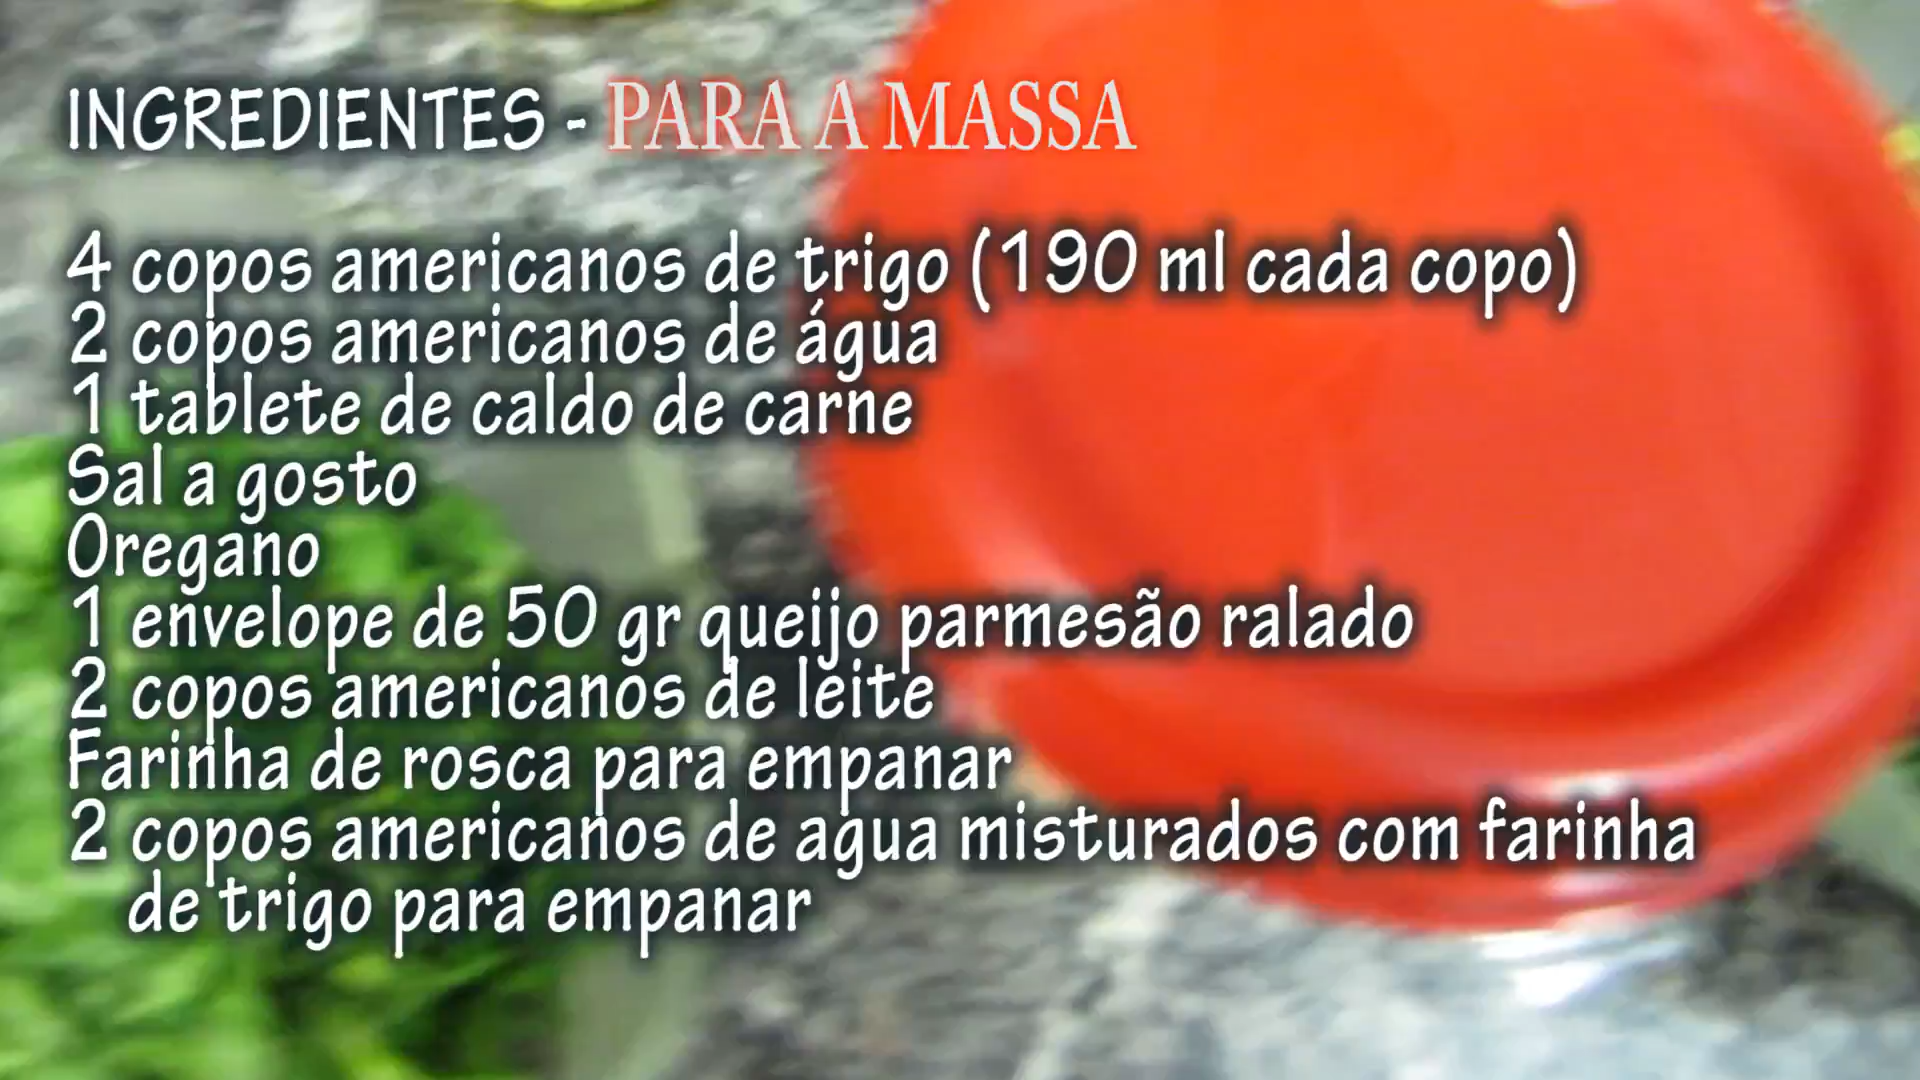 INGREDIENTES - PARA A MASSA
4 copos americanos de trigo (190 ml cada copo)
2 copos americanos de água
1 tablete de caldo de carne
Sal a gosto
Oregano
1 envelope de 50 gr queijo parmesão ralado
2 copos americanos de leite
Farinha de rosca para empanar
2 copos americanos de agua misturados com farinha
de trigo para empanar